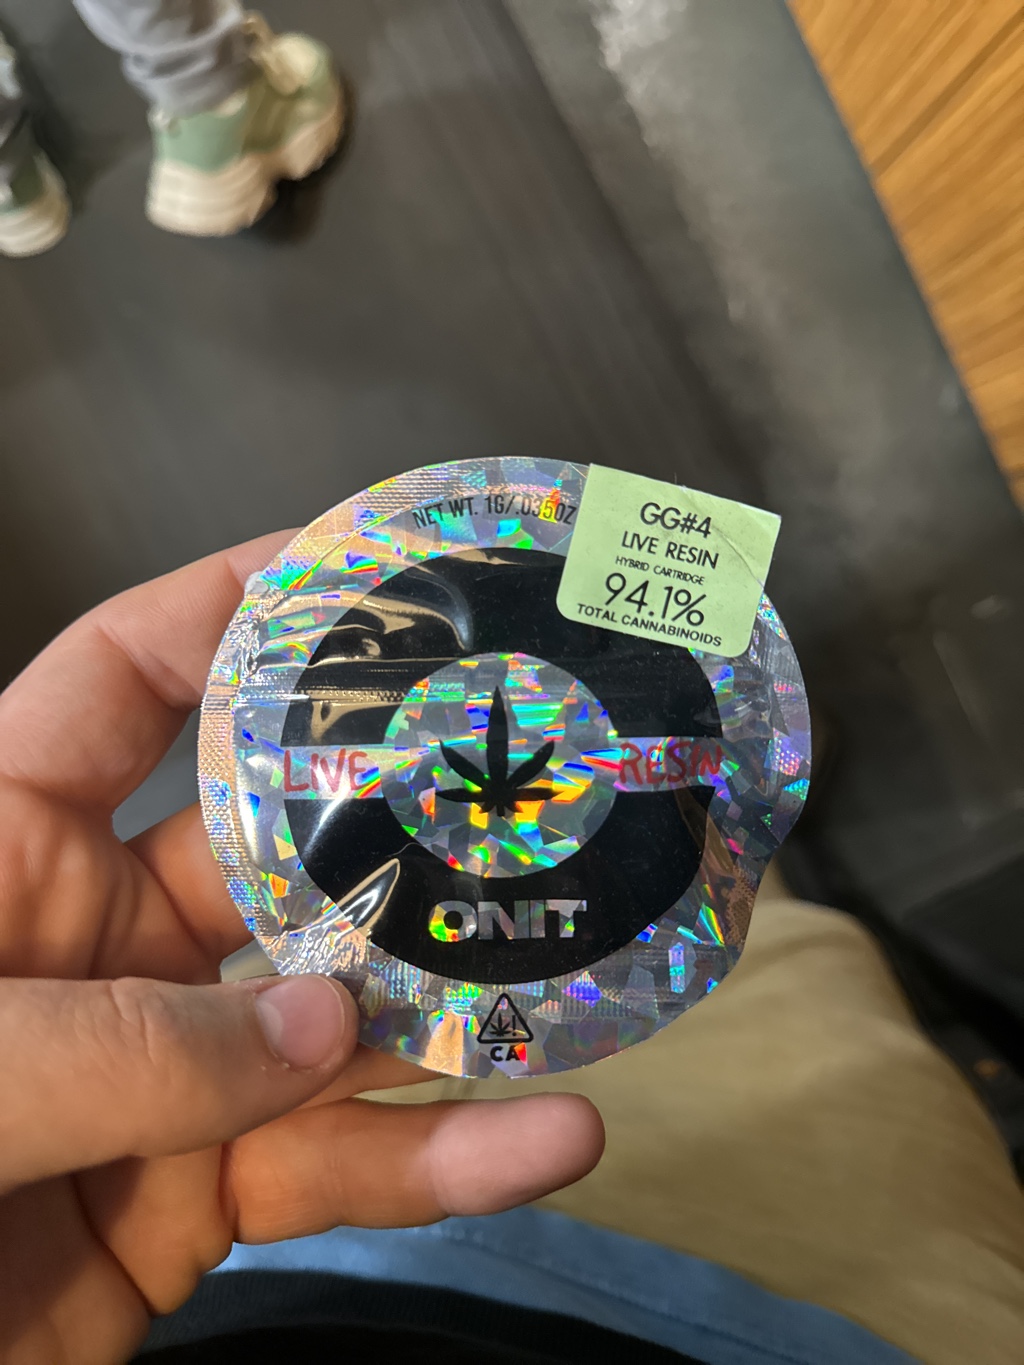 NET WT. 1G/.035OZ
GG#4
LIVE RESIN
HYBRID CARTRIDGE
94.1%
TOTAL CANNABINOIDS
LIVE RESIN
ONIT
!
CA